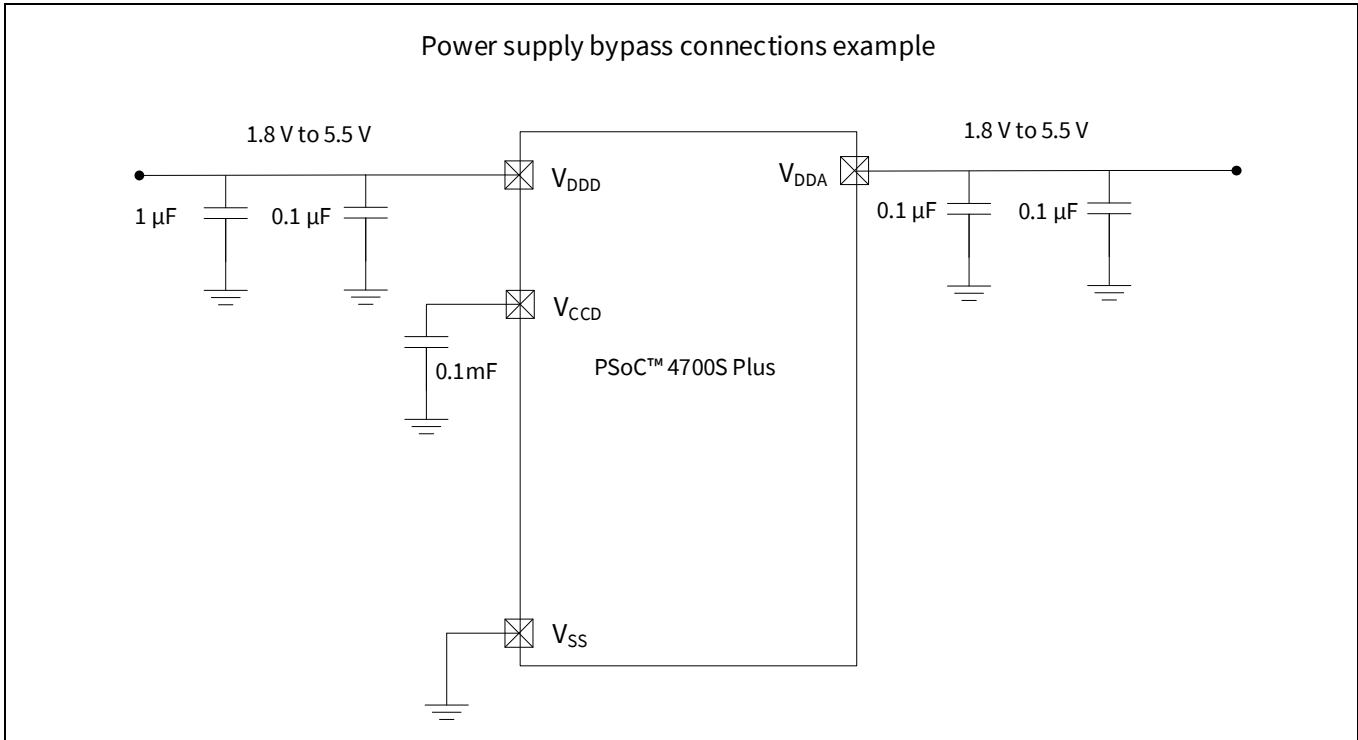 Power supply bypass connections example
1.8 V to 5.5 V
1.8 V to 5.5 V
VDDD
VDDA
1 µF
0.1 µF
0.1 µF
0.1 µF
VCCD
0.1mF
PSoC™ 4700S Plus
VSS